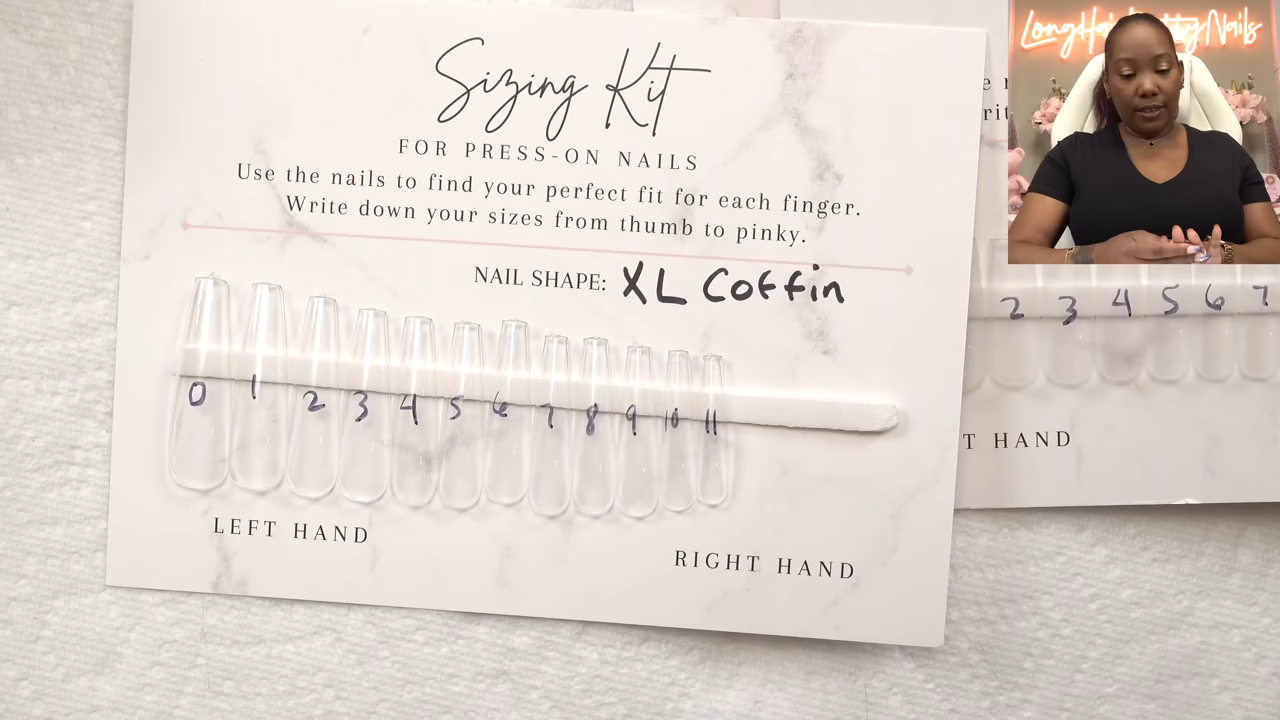 Sizing Kit
FOR PRESS-ON NAILS
Use the nails to find your perfect fit for each finger.
Write down your sizes from thumb to pinky.
NAIL SHAPE: XL Coffin
0 1 2 3 4 5 6 7 8 9 10 11
LEFT HAND
RIGHT HAND
2 3 4 5 6 7
T HAND
Nails